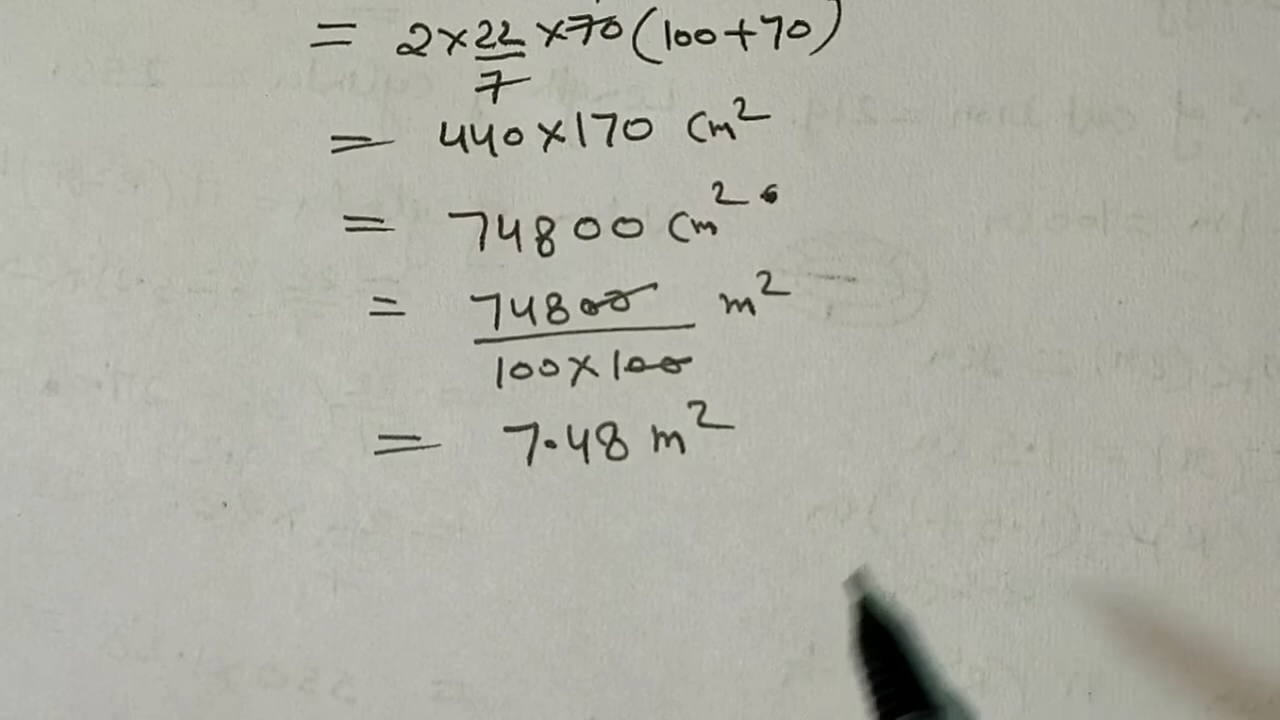 = 2×22/7 ×70(100+70)
= 440×170 Cm²
= 74800 Cm²
= 74800/100×100 m²
= 7.48 m²